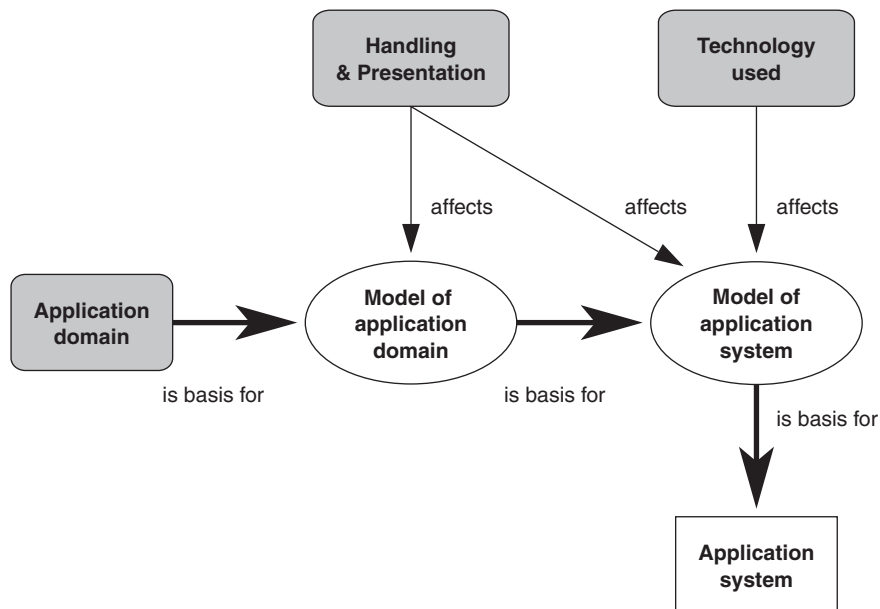 Handling
& Presentation
Technology
used
affects
affects
affects
Application
domain
Model of
application
domain
Model of
application
system
is basis for
is basis for
is basis for
Application
system